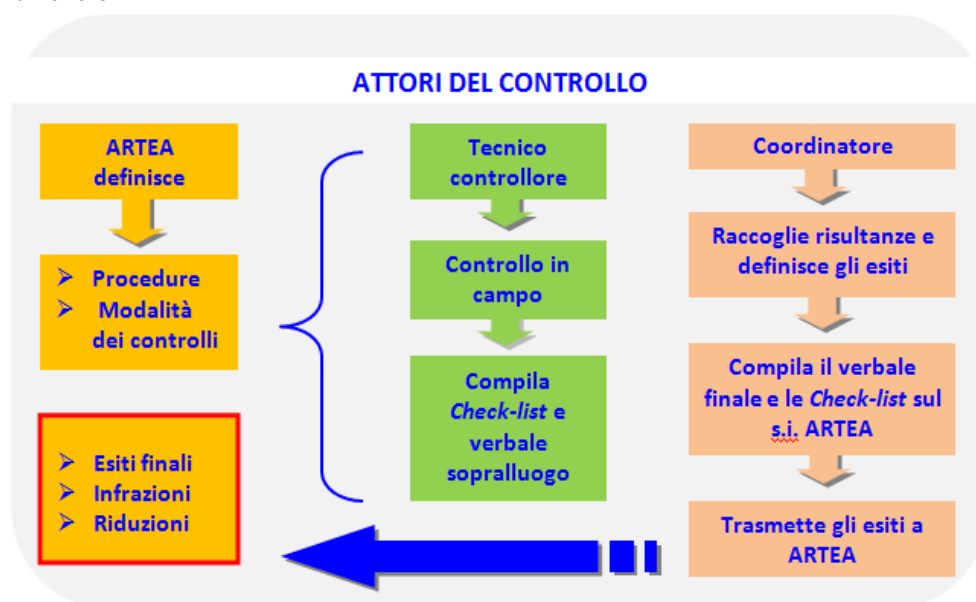 ATTORI DEL CONTROLLO
ARTEA
definisce
➢ Procedure
➢ Modalità
dei controlli
➢ Esiti finali
➢ Infrazioni
➢ Riduzioni
Tecnico
controllore
Controllo in
campo
Compila
Check-list e
verbale
sopralluogo
Coordinatore
Raccoglie risultanze e
definisce gli esiti
Compila il verbale
finale e le Check-list sul
s.i. ARTEA
Trasmette gli esiti a
ARTEA